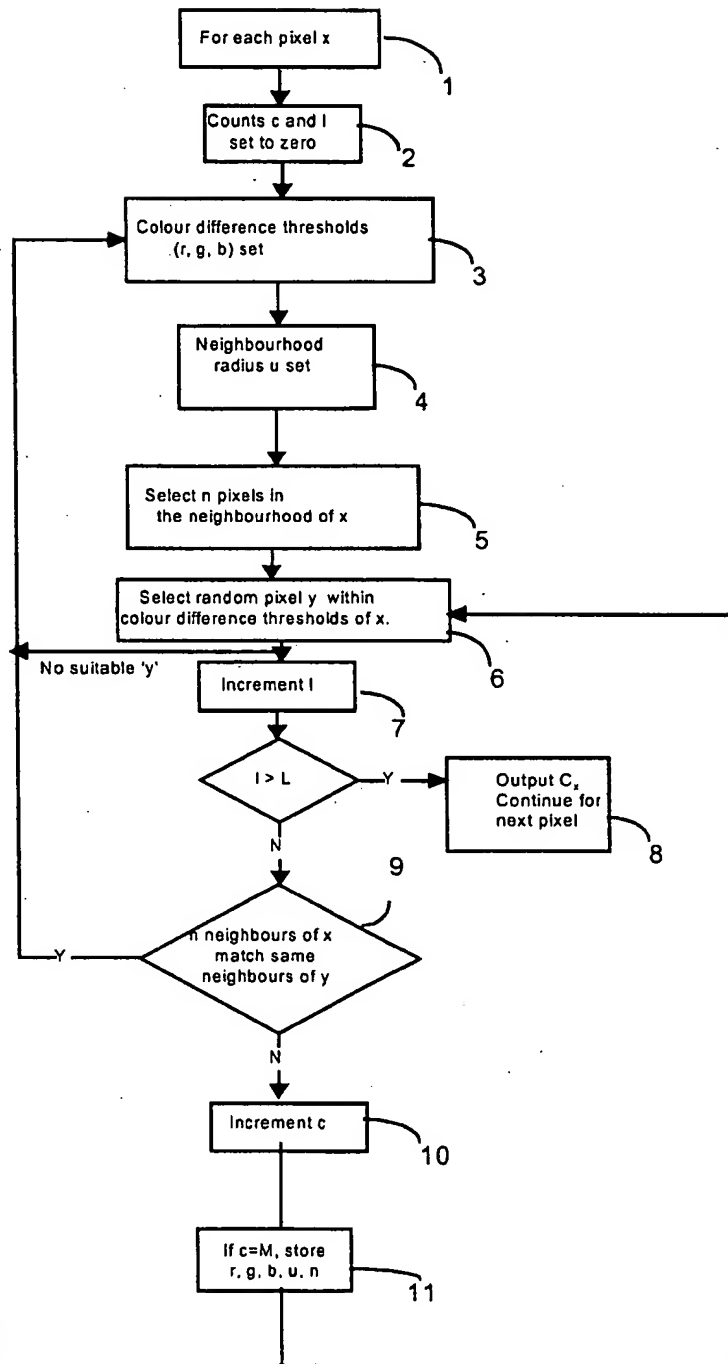 For each pixel x
1
Counts c and I
set to zero
2
Colour difference thresholds
(r, g, b) set
3
Neighbourhood
radius u set
4
Select n pixels in
the neighbourhood of x
5
Select random pixel y within
colour difference thresholds of x.
6
No suitable 'y'
Increment I
7
I > L
Y
Output Cx
Continue for
next pixel
8
N
9
n neighbours of x
match same
neighbours of y
Y
N
Increment c
10
If c=M, store
r, g, b, u, n
11